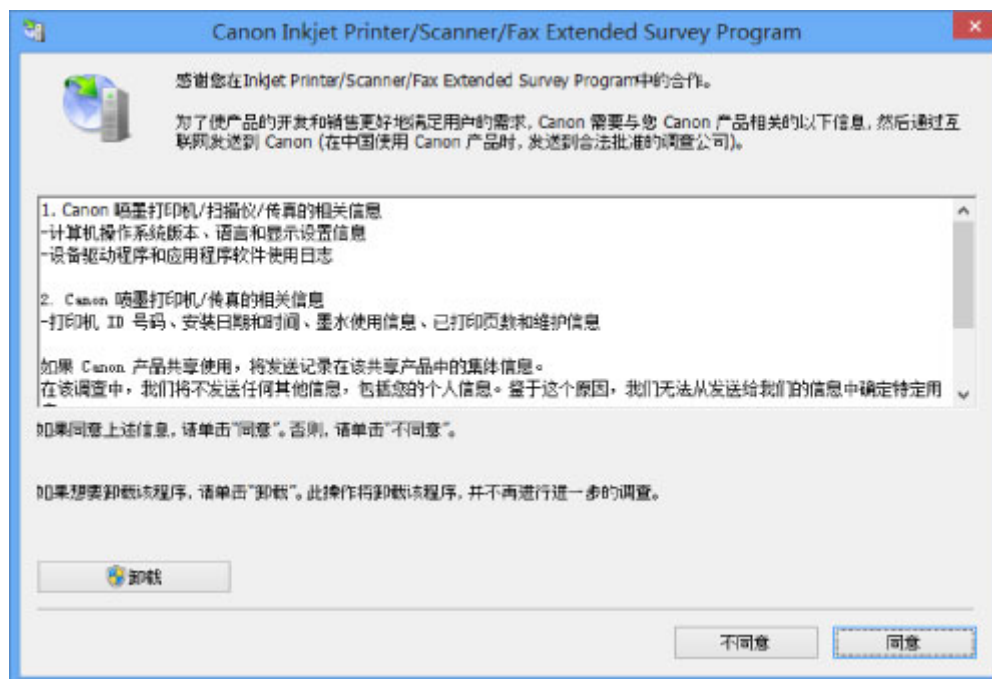 Canon Inkjet Printer/Scanner/Fax Extended Survey Program
感谢您在Inkjet Printer/Scanner/Fax Extended Survey Program中的合作。
为了使产品的开发和销售更好地满足用户的需求, Canon 需要与您 Canon 产品相关的以下信息, 然后通过互
联网发送到 Canon (在中国使用 Canon 产品时, 发送到合法批准的调查公司)。
1. Canon 喷墨打印机/扫描仪/传真的相关信息
-计算机操作系统版本、语言和显示设置信息
-设备驱动程序和应用程序软件使用日志
2. Canon 喷墨打印机/传真的相关信息
-打印机 ID 号码、安装日期和时间、墨水使用信息、已打印页数和维护信息
如果 Canon 产品共享使用，将发送记录在该共享产品中的集体信息。
在该调查中，我们将不发送任何其他信息，包括您的个人信息。鉴于这个原因，我们无法从发送给我们的信息中确定特定用
如果同意上述信息, 请单击"同意"。否则, 请单击"不同意"。
如果想要卸载该程序, 请单击"卸载"。此操作将卸载该程序, 并不再进行进一步的调查。
卸载
不同意
同意